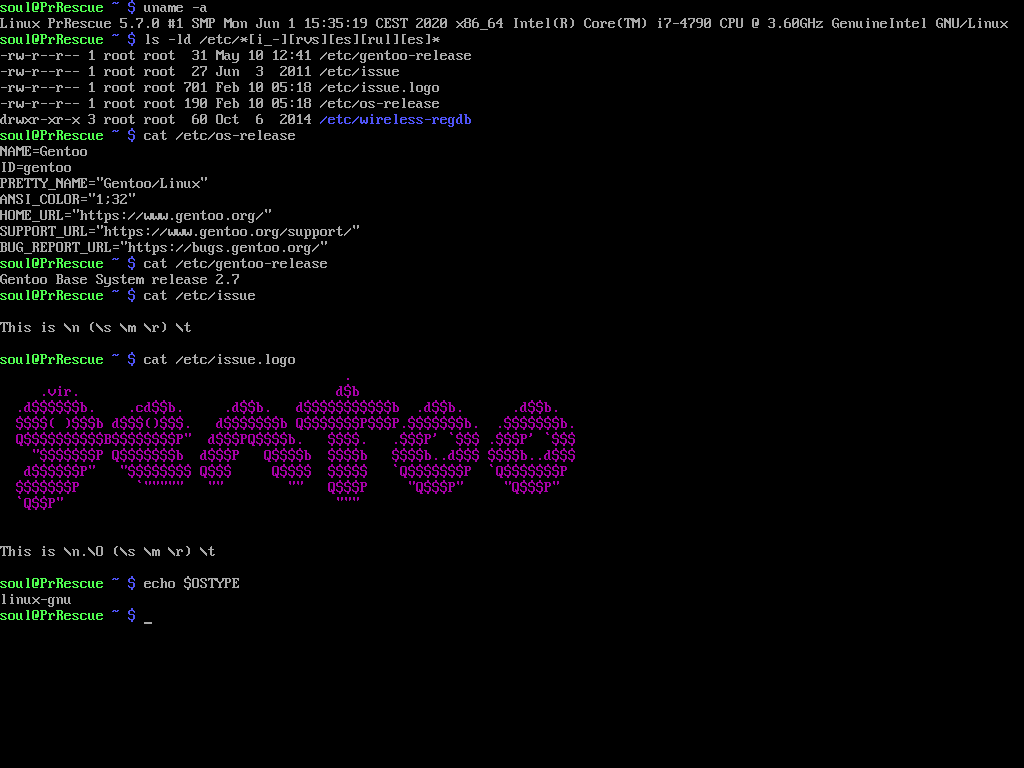 soul@PrRescue ~ $ uname -a
Linux PrRescue 5.7.0 #1 SMP Mon Jun 1 15:35:19 CEST 2020 x86_64 Intel(R) Core(TM) i7-4790 CPU @ 3.60GHz GenuineIntel GNU/Linux
soul@PrRescue ~ $ ls -ld /etc/*[i_-][rvs][es][rul][es]*
-rw-r--r-- 1 root root  31 May 10 12:41 /etc/gentoo-release
-rw-r--r-- 1 root root  27 Jun  3  2011 /etc/issue
-rw-r--r-- 1 root root 701 Feb 10 05:18 /etc/issue.logo
-rw-r--r-- 1 root root 190 Feb 10 05:18 /etc/os-release
drwxr-xr-x 3 root root  60 Oct  6  2014 /etc/wireless-regdb
soul@PrRescue ~ $ cat /etc/os-release
NAME=Gentoo
ID=gentoo
PRETTY_NAME="Gentoo/Linux"
ANSI_COLOR="1;32"
HOME_URL="https://www.gentoo.org/"
SUPPORT_URL="https://www.gentoo.org/support/"
BUG_REPORT_URL="https://bugs.gentoo.org/"
soul@PrRescue ~ $ cat /etc/gentoo-release
Gentoo Base System release 2.7
soul@PrRescue ~ $ cat /etc/issue
This is \n (\s \m \r) \t
soul@PrRescue ~ $ cat /etc/issue.logo
                                           .
     .vir.                                d$b
  .d$$$$$$b.    .cd$$b.     .d$$b.   d$$$$$$$$$$$b  .d$$b.      .d$$b.
  $$$$( )$$$b d$$$()$$$.   d$$$$$$$b Q$$$$$$$P$$$P.$$$$$$$b.  .$$$$$$$b.
  Q$$$$$$$$$$B$$$$$$$$P"  d$$$PQ$$$$b.   $$$$.   .$$$P' `$$$ .$$$P' `$$$
    "$$$$$$$P Q$$$$$$$b  d$$$P   Q$$$$b  $$$$b   $$$$b..d$$$ $$$$b..d$$$
   d$$$$$$P"   "$$$$$$$$ Q$$$     Q$$$$  $$$$$   `Q$$$$$$$P  `Q$$$$$$$P
  $$$$$$$P       `"""""   ""        ""   Q$$$P     "Q$$$P"     "Q$$$P"
  `Q$$P"                                  """
This is \n.\O (\s \m \r) \t
soul@PrRescue ~ $ echo $OSTYPE
linux-gnu
soul@PrRescue ~ $ _